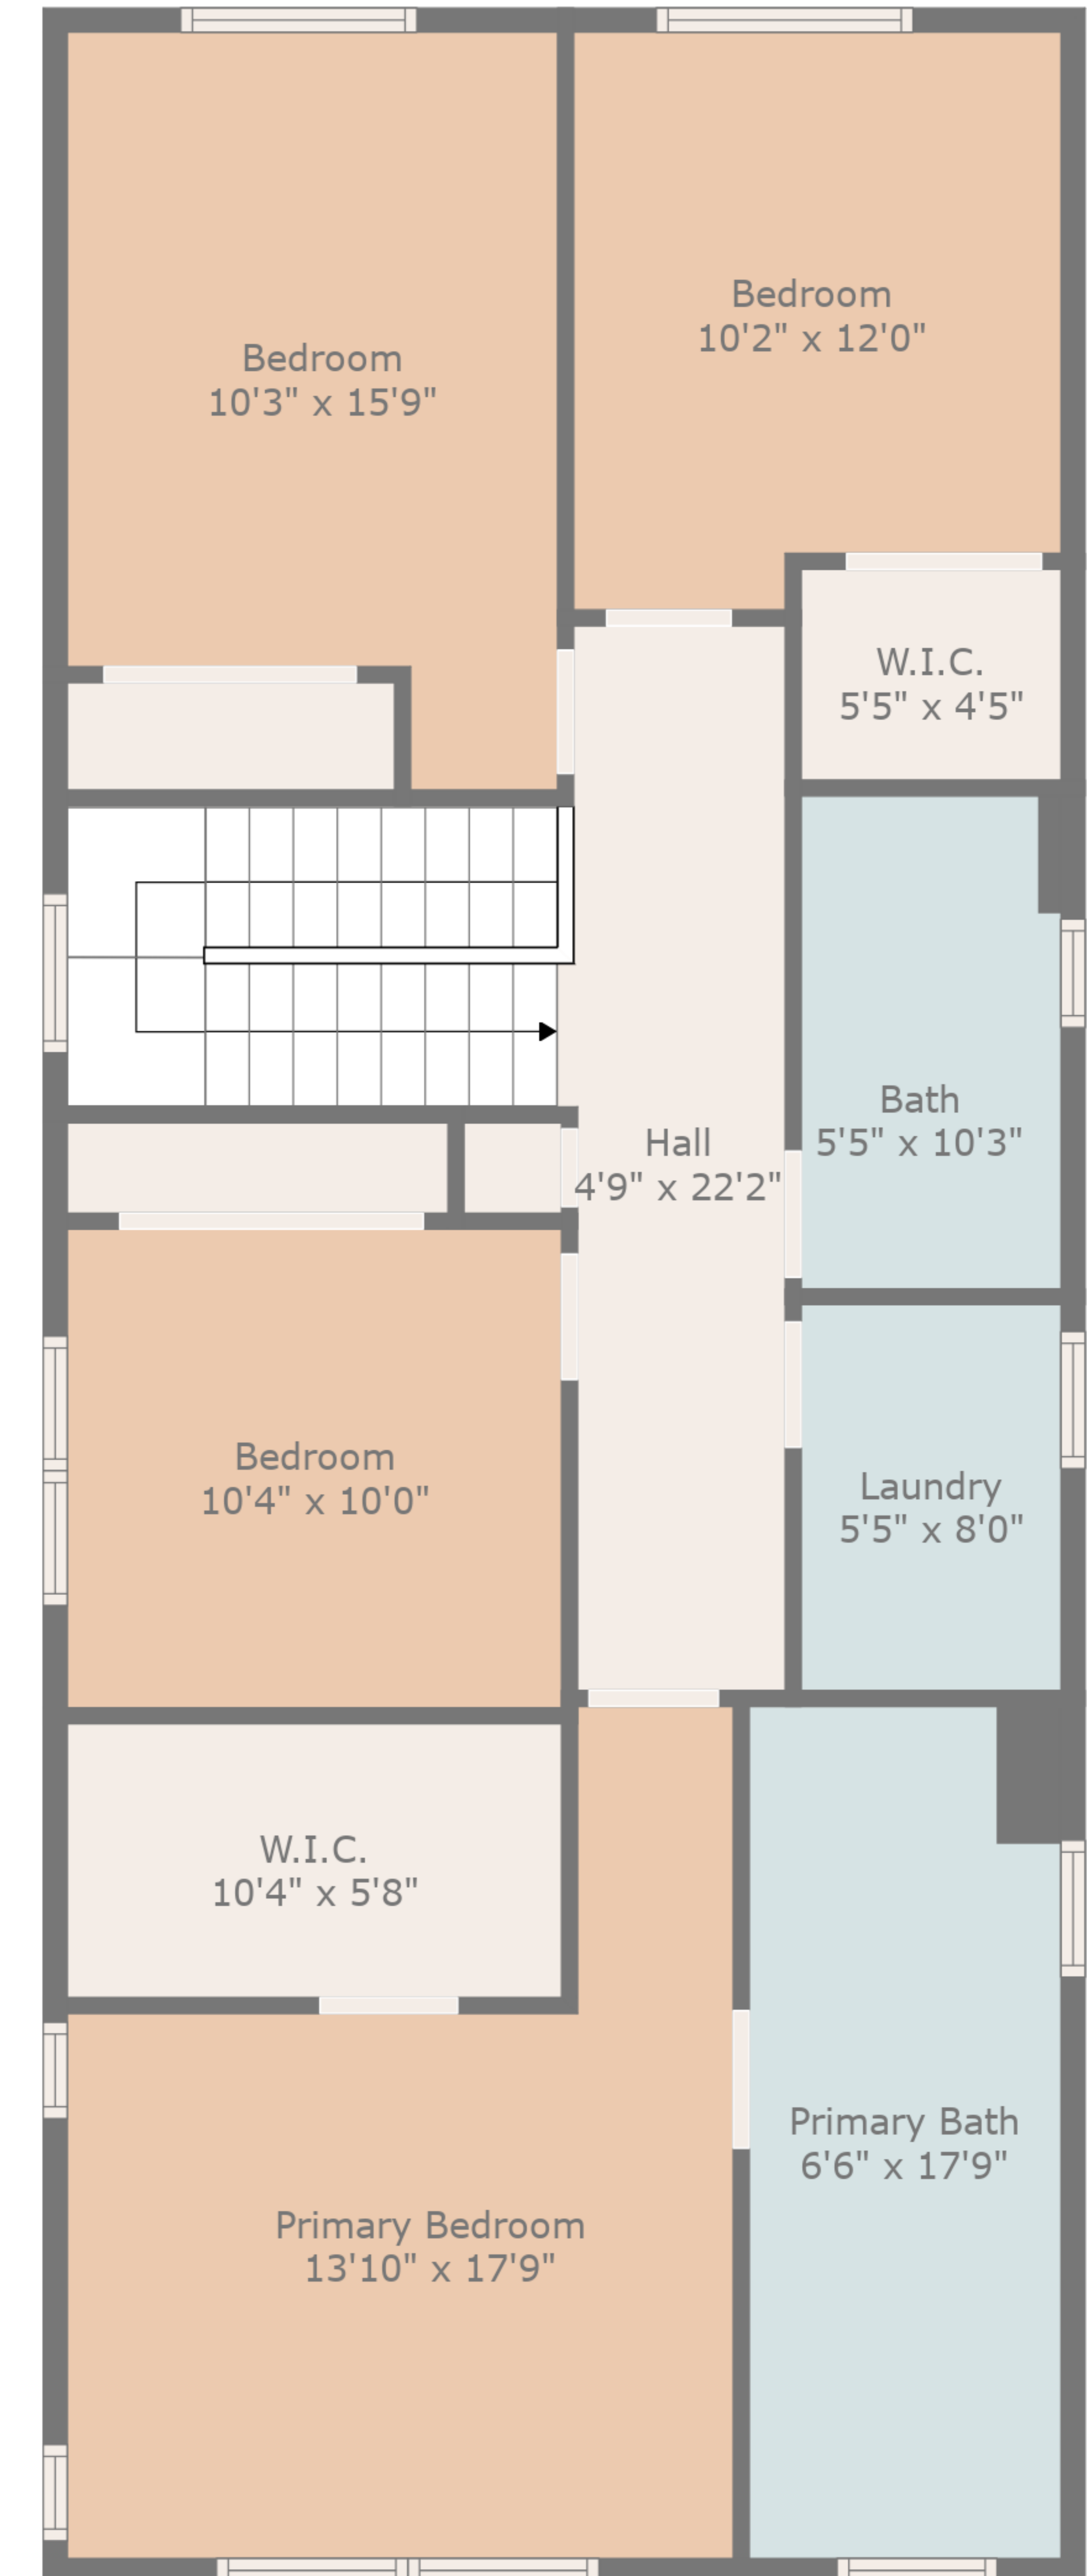 Bedroom
10'2" x 12'0"
Bedroom
10'3" x 15'9"
W.I.C.
5'5" x 4'5"
Bath
5'5" x 10'3"
Hall
4'9" x 22'2"
Bedroom
10'4" x 10'0"
Laundry
5'5" x 8'0"
W.I.C.
10'4" x 5'8"
Primary Bath
6'6" x 17'9"
Primary Bedroom
13'10" x 17'9"